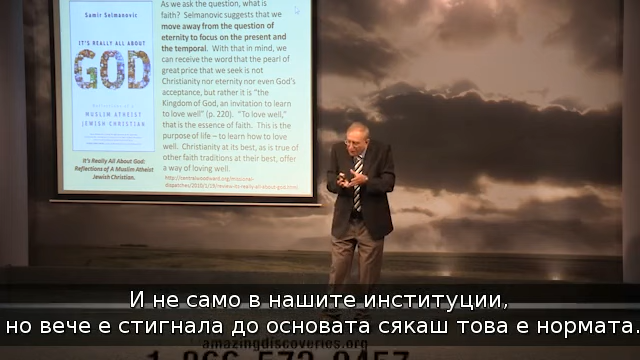 Samir Selmanovic
IT'S REALLY ALL ABOUT
GOD
MUSLIM ATHEIST
JEWISH CHRISTIAN
It's Really All About God:
Reflections of A Muslim Atheist
Jewish Christian.
As we ask the question, what is
faith? Selmanovic suggests that we
move away from the question of
eternity to focus on the present and
the temporal. With that in mind, we
can receive the word that the pearl of
great price that we seek is not
Christianity nor eternity nor even God's
acceptance, but rather it is "the
Kingdom of God, an invitation to learn
to love well" (p. 220). "To love well,"
that is the essence of faith. This is the
purpose of life – to learn how to love
well. Christianity at its best, as is true of
other faith traditions at their best, offer
a way of loving well.
И не само в нашите институции,
но вече е стигнала до основата сякаш това е нормата.
amazingdiscoveries.org